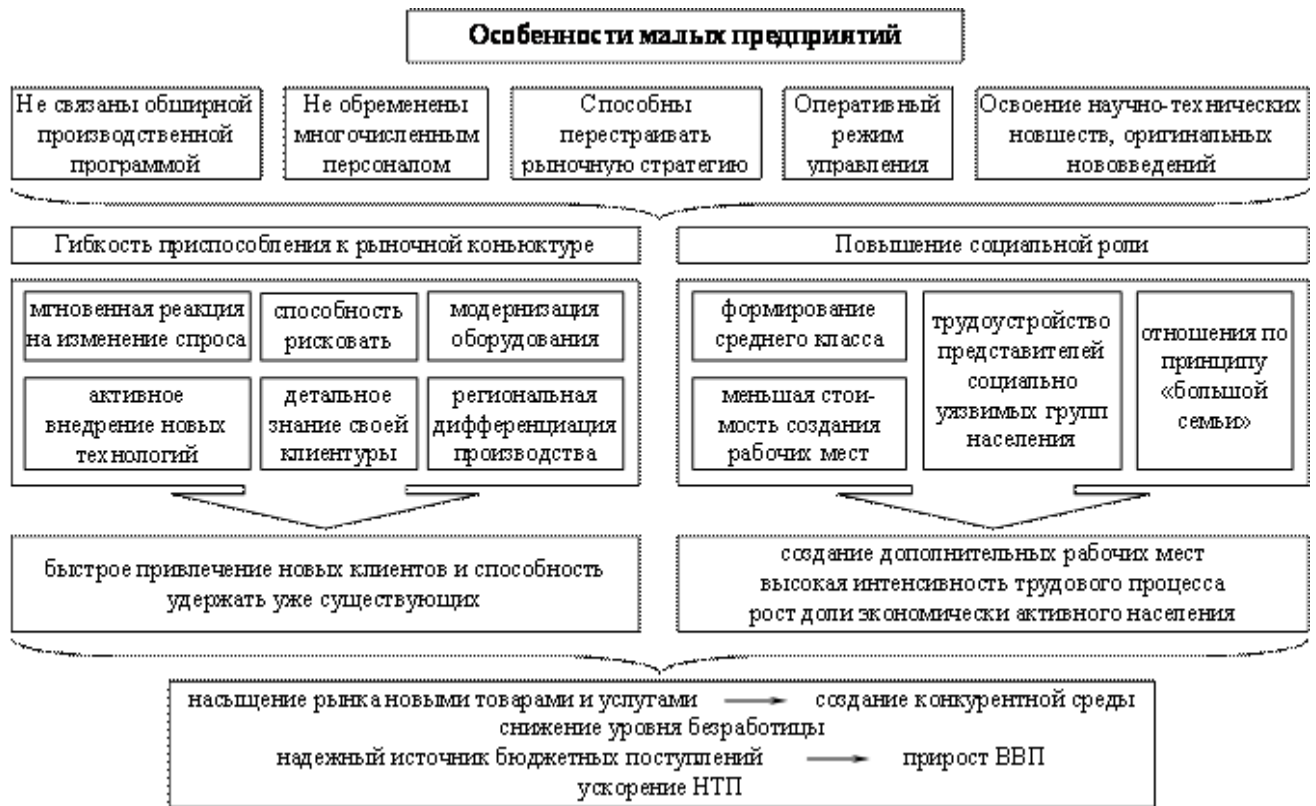 Особенности малых предприятий
Не связаны обширной
производственной
программой
Не обременены
многочисленным
персоналом
Способны
перестраивать
рыночную стратегию
Оперативный
режим
управления
Освоение научно-технических
новшеств, оригинальных
нововведений
Гибкость приспособления к рыночной коньюктуре
Повышение социальной роли
мгновенная реакция
на изменение спроса
способность
рисковать
модернизация
оборудования
активное
внедрение новых
технологий
детальное
знание своей
клиентуры
региональная
дифференциация
производства
формирование
среднего класса
меньшая стои-
мость создания
рабочих мест
трудоустройство
представителей
социально
уязвимых групп
населения
отношения по
принципу
«большой
семьи»
быстрое привлечение новых клиентов и способность
удержать уже существующих
создание дополнительных рабочих мест
высокая интенсивность трудового процесса
рост доли экономически активного населения
насыщение рынка новыми товарами и услугами → создание конкурентной среды
снижение уровня безработицы
надежный источник бюджетных поступлений → прирост ВВП
ускорение НТП